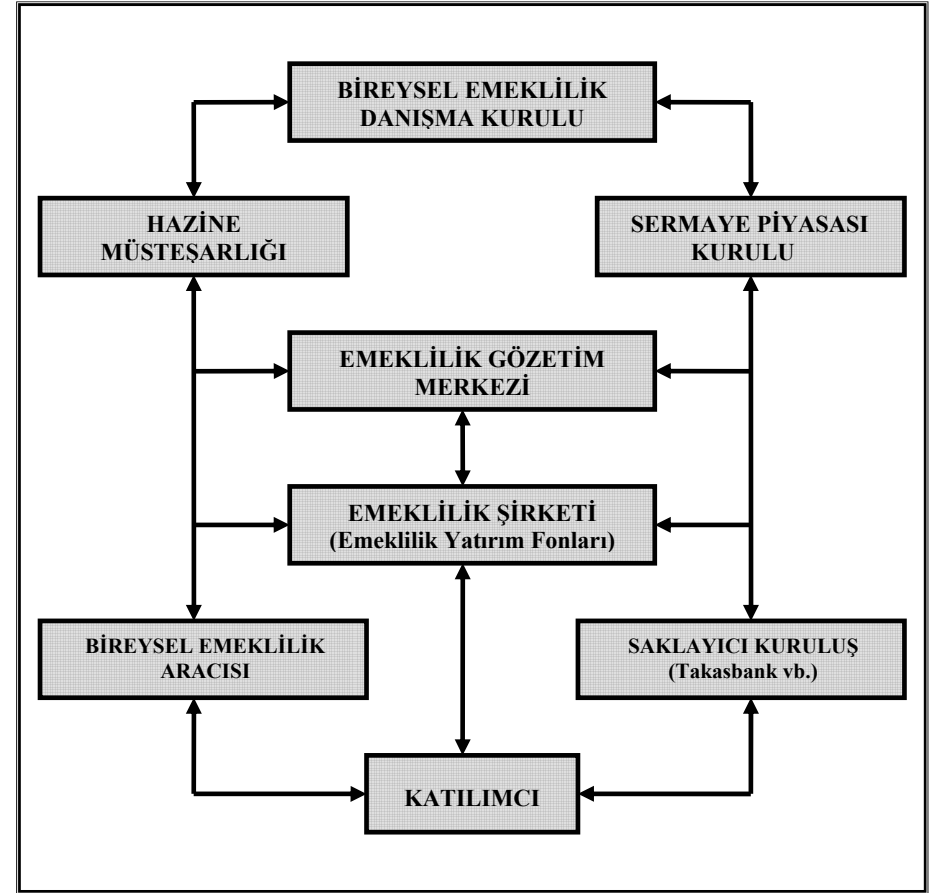 BİREYSEL EMEKLİLİK
DANIŞMA KURULU
HAZİNE
MÜSTEŞARLIĞI
SERMAYE PİYASASI
KURULU
EMEKLİLİK GÖZETİM
MERKEZİ
EMEKLİLİK ŞİRKETİ
(Emeklilik Yatırım Fonları)
BİREYSEL EMEKLİLİK
ARACISI
SAKLAYICI KURULUŞ
(Takasbank vb.)
KATILIMCI